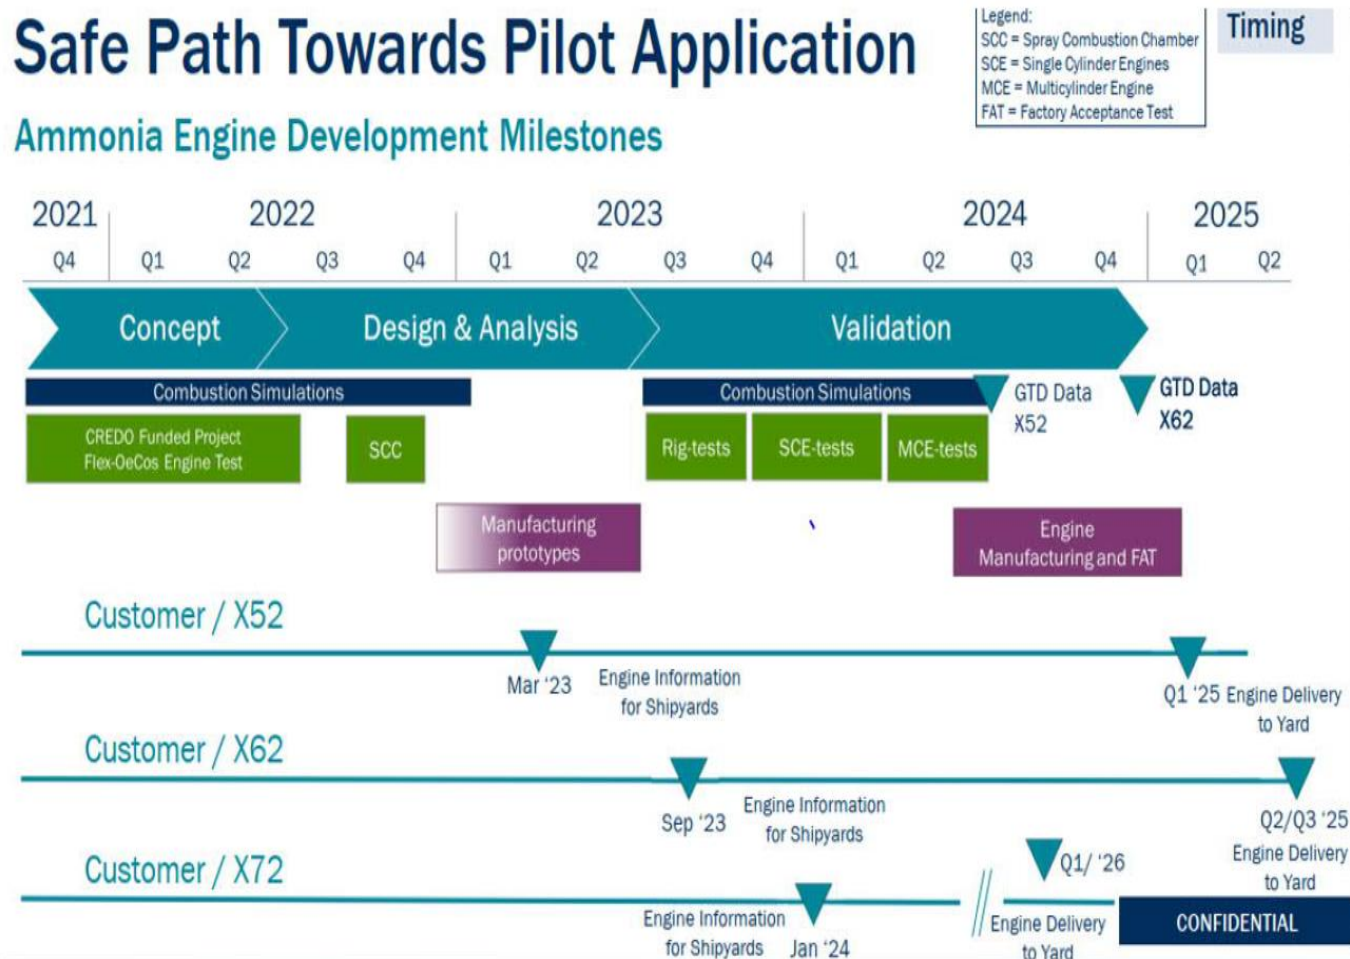 Safe Path Towards Pilot Application
Legend:
SCC = Spray Combustion Chamber
SCE = Single Cylinder Engines
MCE = Multicylinder Engine
FAT = Factory Acceptance Test
Timing
Ammonia Engine Development Milestones
2021 2022 2023 2024 2025
Q4 Q1 Q2 Q3 Q4 Q1 Q2 Q3 Q4 Q1 Q2 Q3 Q4 Q1 Q2
Concept Design & Analysis Validation
Combustion Simulations Combustion Simulations
GTD Data
X52
GTD Data
X62
CREDO Funded Project
Flex-OeCos Engine Test
SCC
Rig-tests
SCE-tests
MCE-tests
Manufacturing
prototypes
Engine
Manufacturing and FAT
Customer / X52
Mar ‘23
Engine Information
for Shipyards
Q1 ‘25 Engine Delivery
to Yard
Customer / X62
Sep ‘23
Engine Information
for Shipyards
Q2/Q3 ‘25
Engine Delivery
to Yard
Customer / X72
Engine Information
for Shipyards
Jan ‘24
Q1/ ‘26
Engine Delivery
to Yard
CONFIDENTIAL